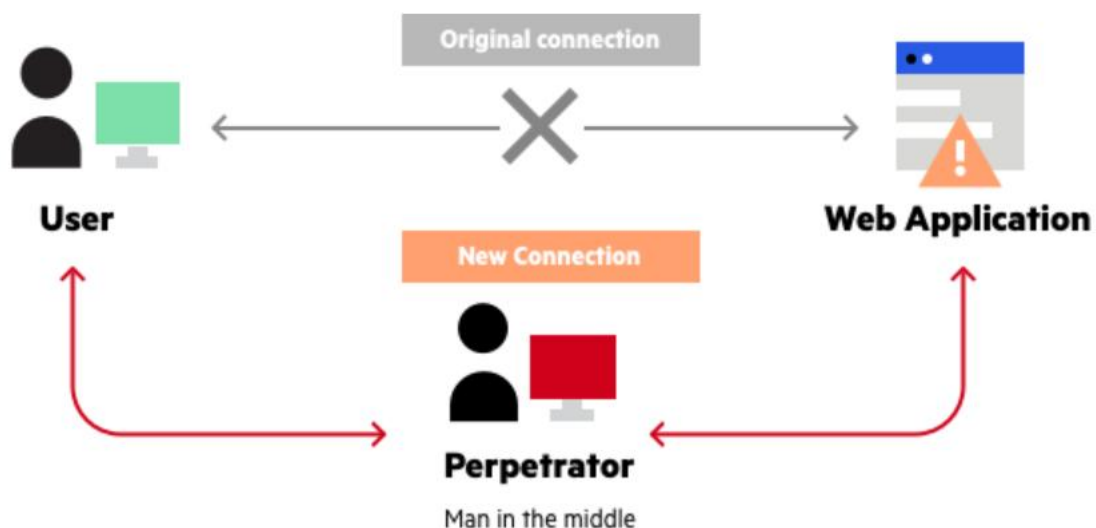 Original connection
User
Web Application
New Connection
Perpetrator
Man in the middle